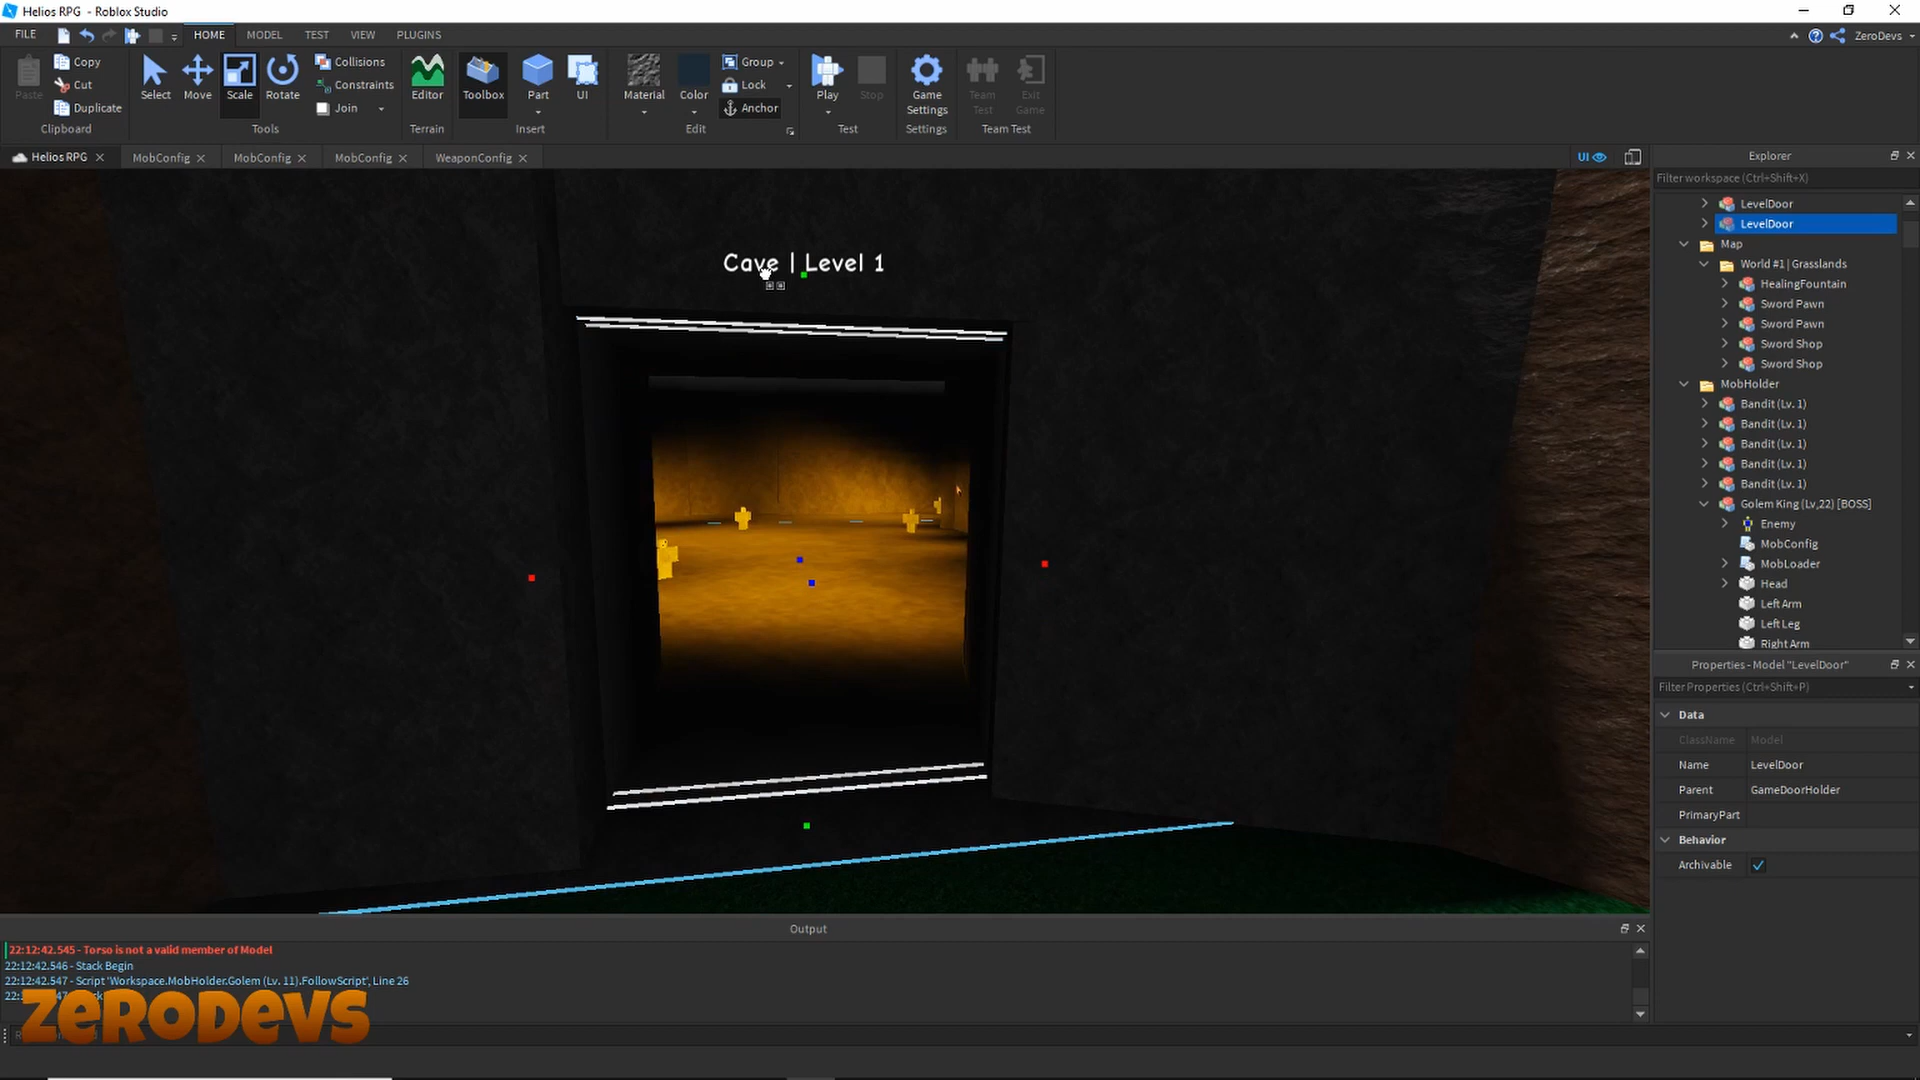 Helios RPG - Roblox Studio
FILE HOME MODEL TEST VIEW PLUGINS ZeroDevs
Paste Copy Cut Duplicate Clipboard
Select Move Scale Rotate Collisions Constraints Join Tools
Editor Terrain
Toolbox Part UI Insert
Material Color Group Lock Anchor Edit
Play Stop Test
Game Settings Settings
Team Test Exit Game Team Test
Helios RPG MobConfig MobConfig MobConfig WeaponConfig UI
Cave | Level 1
Explorer
Filter workspace (Ctrl+Shift+X)
LevelDoor
LevelDoor
Map
World #1 | Grasslands
HealingFountain
Sword Pawn
Sword Pawn
Sword Shop
Sword Shop
MobHolder
Bandit (Lv. 1)
Bandit (Lv. 1)
Bandit (Lv. 1)
Bandit (Lv. 1)
Bandit (Lv. 1)
Golem King (Lv,22) [BOSS]
Enemy
MobConfig
MobLoader
Head
Left Arm
Left Leg
Right Arm
Properties - Model "LevelDoor"
Filter Properties (Ctrl+Shift+P)
Data
ClassName Model
Name LevelDoor
Parent GameDoorHolder
PrimaryPart
Behavior
Archivable
Output
22:12:42.545 - Torso is not a valid member of Model
22:12:42.546 - Stack Begin
22:12:42.547 - Script 'Workspace.MobHolder.Golem (Lv. 11).FollowScript', Line 26
ZERODEVS